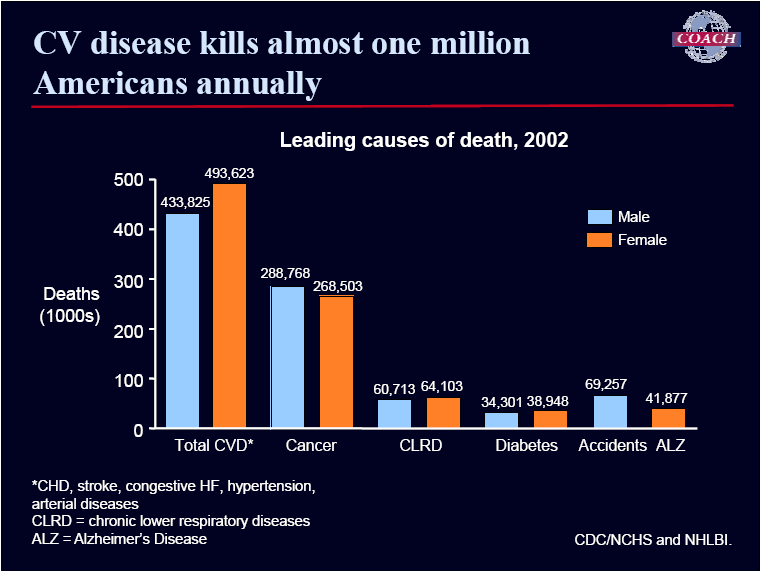 CV disease kills almost one million
Americans annually
COACH
Leading causes of death, 2002
Deaths
(1000s)
500
400
300
200
100
0
433,825
493,623
288,768
268,503
60,713
64,103
34,301
38,948
69,257
41,877
Male
Female
Total CVD*
Cancer
CLRD
Diabetes
Accidents
ALZ
*CHD, stroke, congestive HF, hypertension,
arterial diseases
CLRD = chronic lower respiratory diseases
ALZ = Alzheimer's Disease
CDC/NCHS and NHLBI.